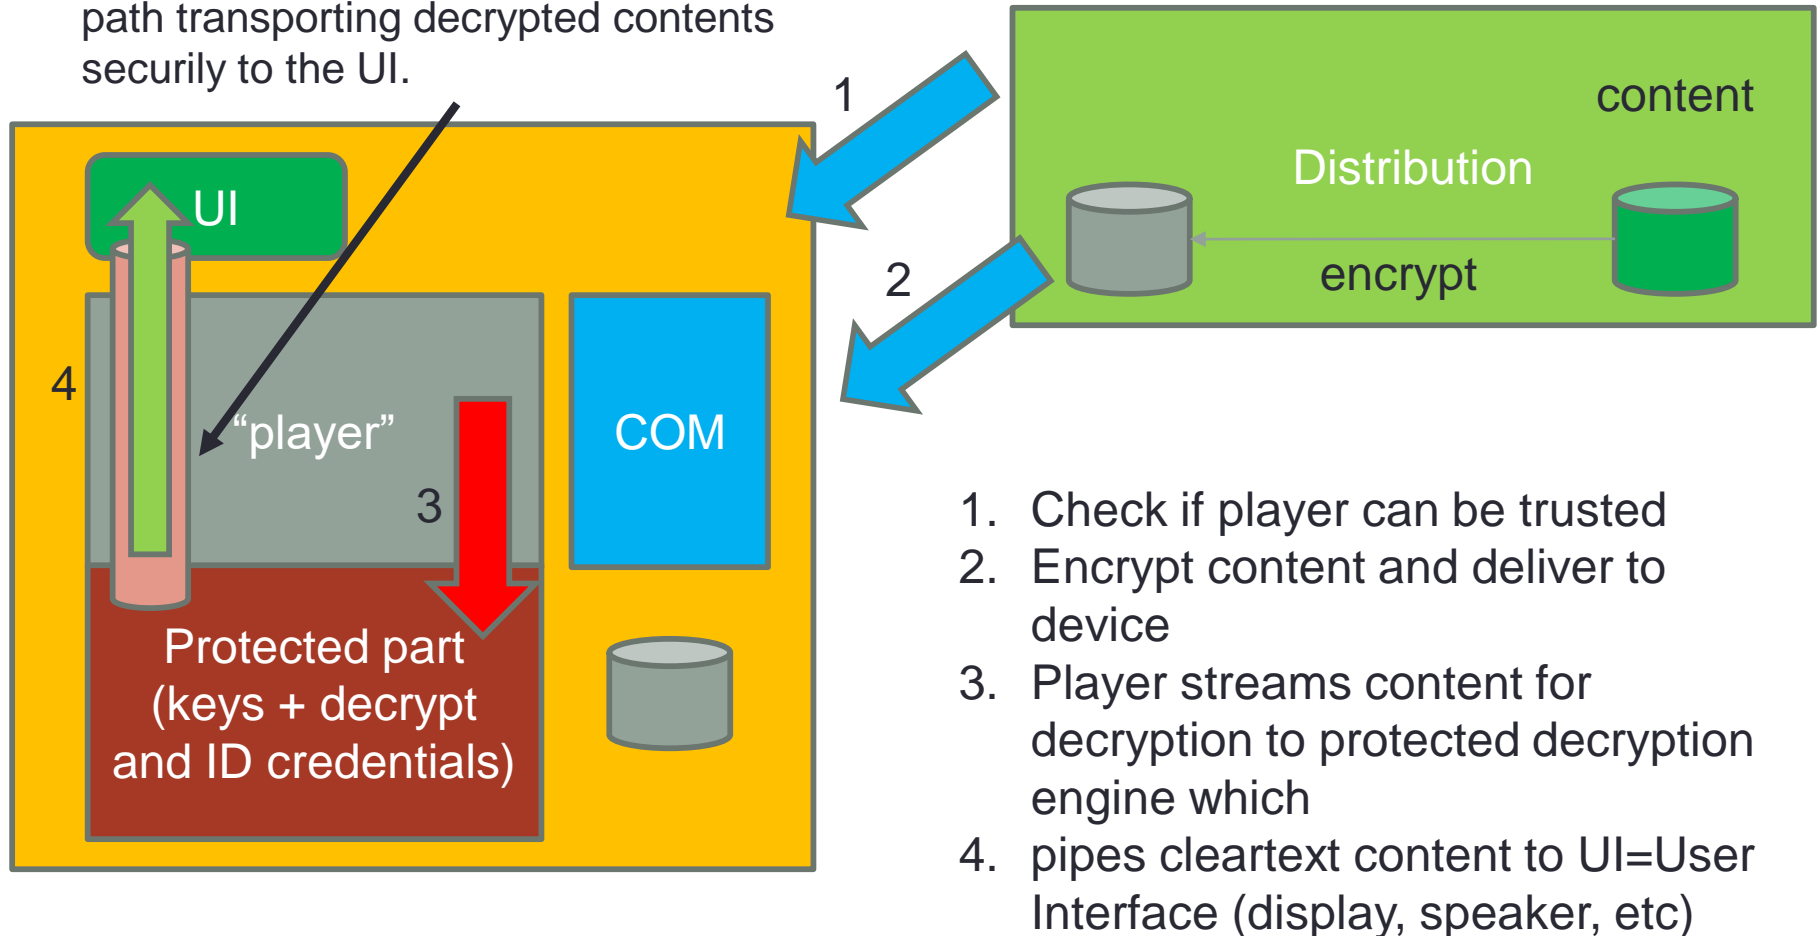 path transporting decrypted contents
securily to the UI.
1
content
Distribution
UI
2
encrypt
4
“player”
COM
3
Protected part
(keys + decrypt
and ID credentials)
1. Check if player can be trusted
2. Encrypt content and deliver to
device
3. Player streams content for
decryption to protected decryption
engine which
4. pipes cleartext content to UI=User
Interface (display, speaker, etc)